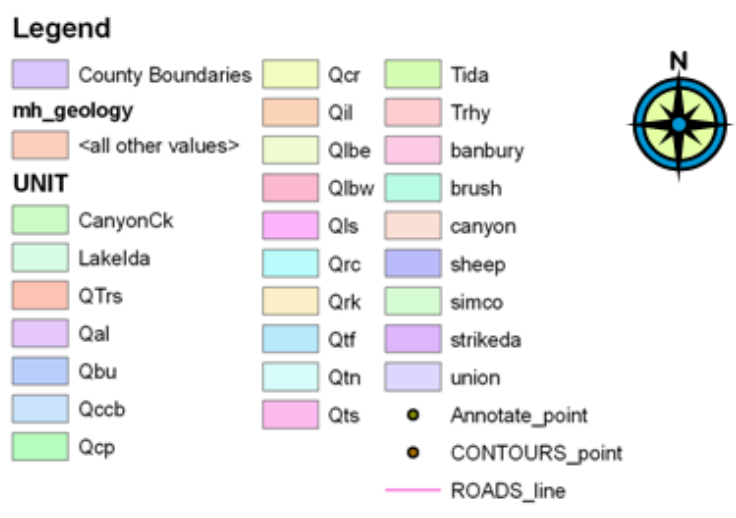 Legend
County Boundaries
mh_geology
<all other values>
UNIT
CanyonCk
LakeIda
QTrs
Qal
Qbu
Qccb
Qcp
Qcr
Qil
Qlbe
Qlbw
Qls
Qrc
Qrk
Qtf
Qtn
Qts
Tida
Trhy
banbury
brush
canyon
sheep
simco
strikeda
union
Annotate_point
CONTOURS_point
ROADS_line
N